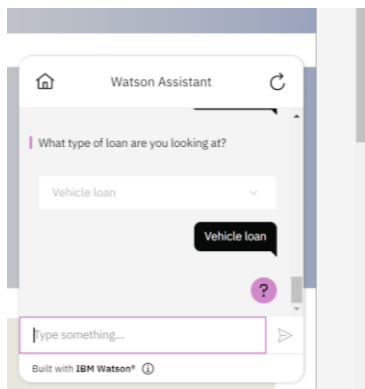 Watson Assistant
What type of loan are you looking at?
Vehicle loan
Vehicle loan
?
Type something...
Built with IBM Watson®